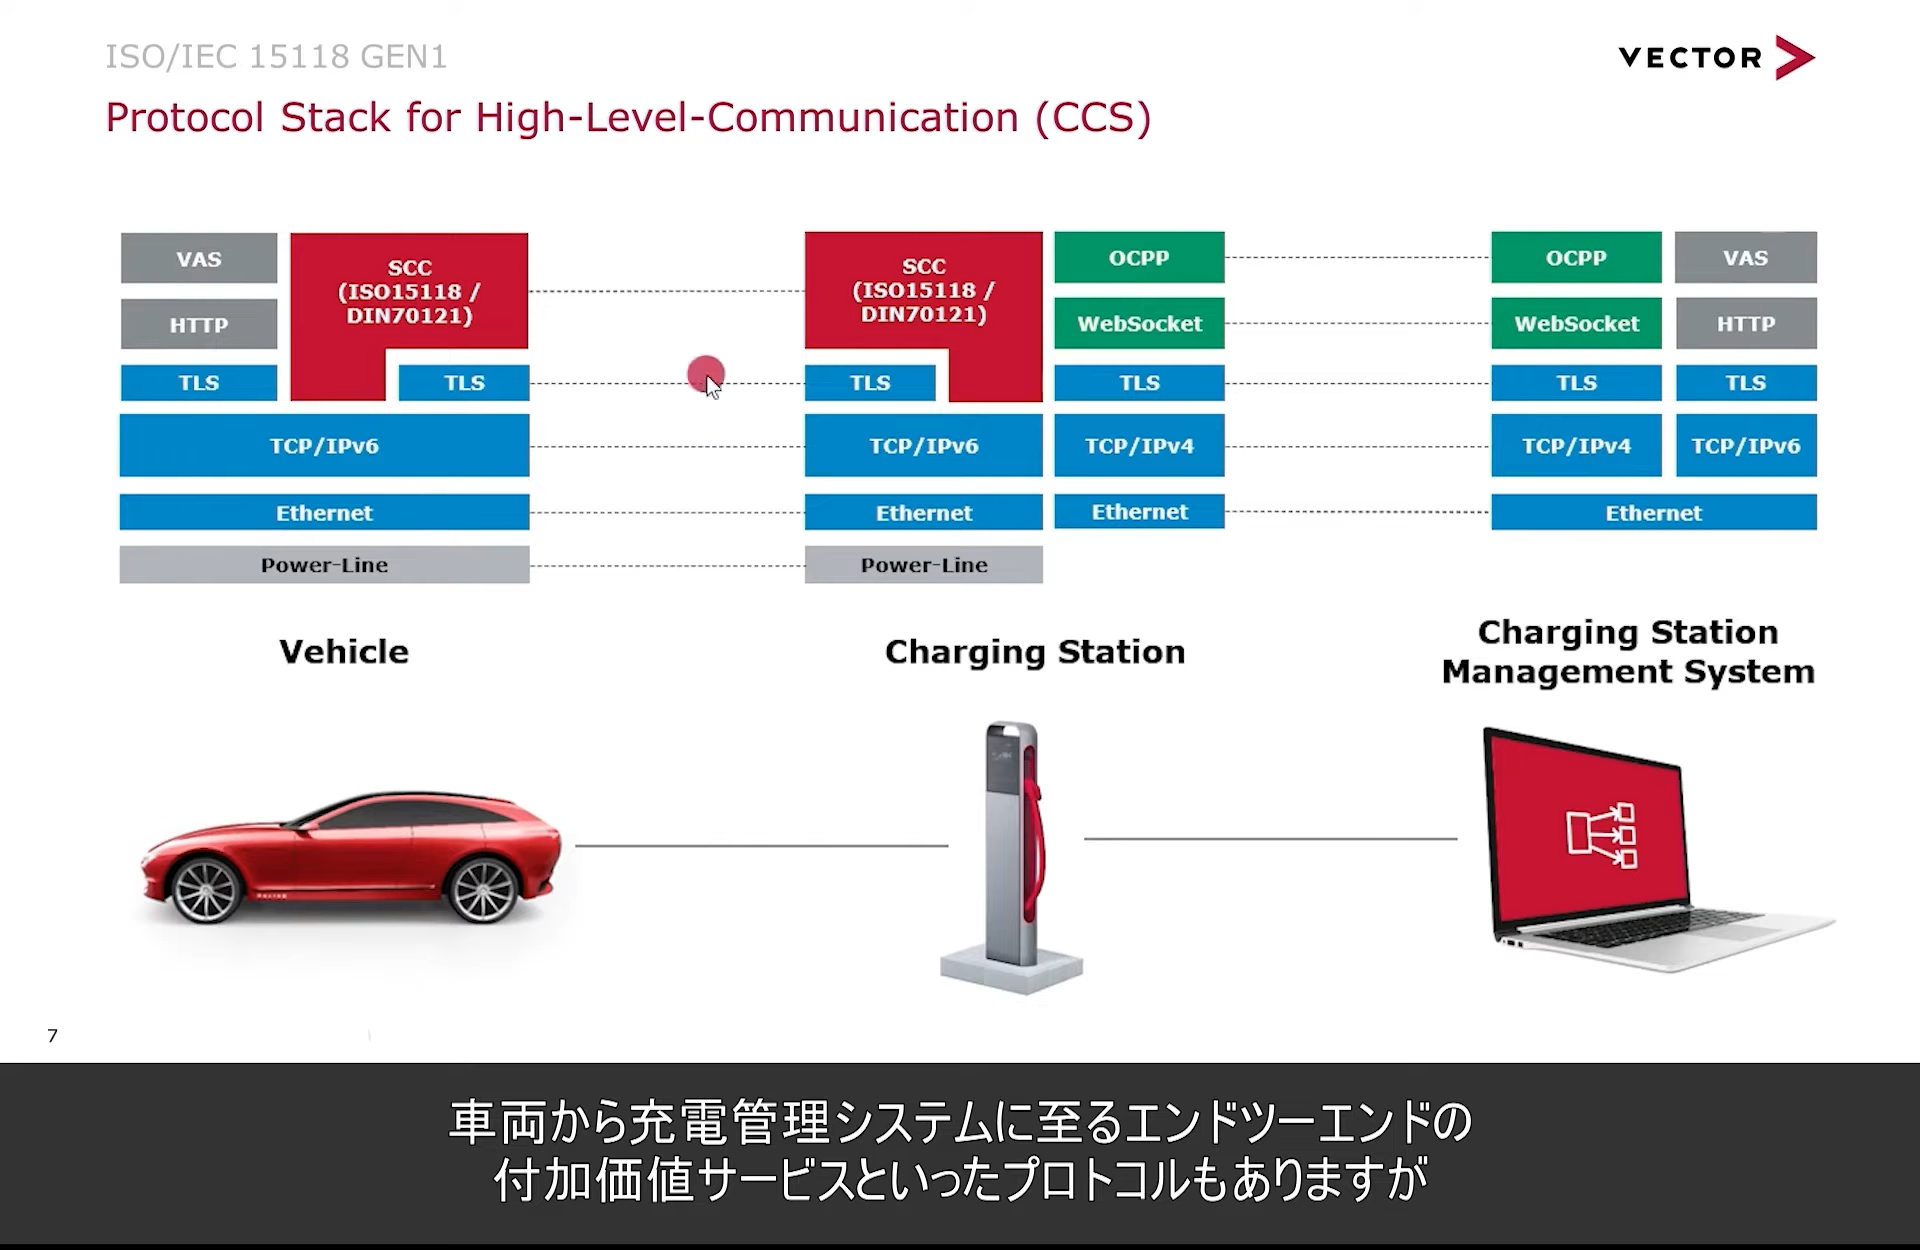 ISO/IEC 15118 GEN1
VECTOR
Protocol Stack for High-Level-Communication (CCS)
VAS
HTTP
TLS
SCC
(ISO15118 /
DIN70121)
TLS
TCP/IPv6
Ethernet
Power-Line
SCC
(ISO15118 /
DIN70121)
TLS
TCP/IPv6
Ethernet
Power-Line
OCPP
WebSocket
TLS
TCP/IPv4
Ethernet
OCPP
WebSocket
TLS
TCP/IPv4
VAS
HTTP
TLS
TCP/IPv6
Ethernet
Vehicle
Charging Station
Charging Station
Management System
7
車両から充電管理システムに至るエンドツーエンドの
付加価値サービスといったプロトコルもありますが